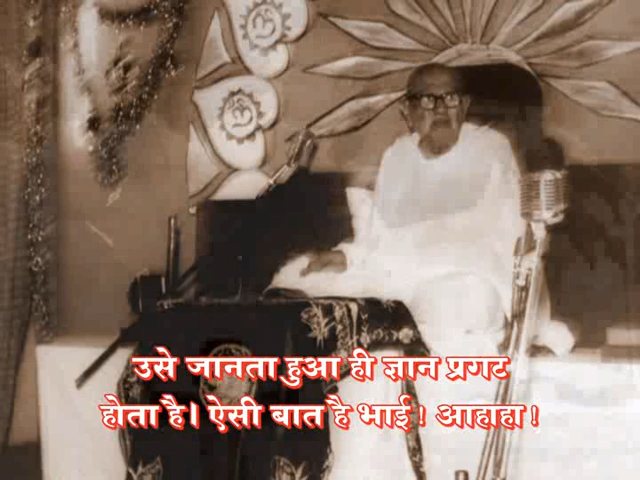 उसे जानता हुआ ही ज्ञान प्रगट
होता है। ऐसी बात है भाई! आहाहा!